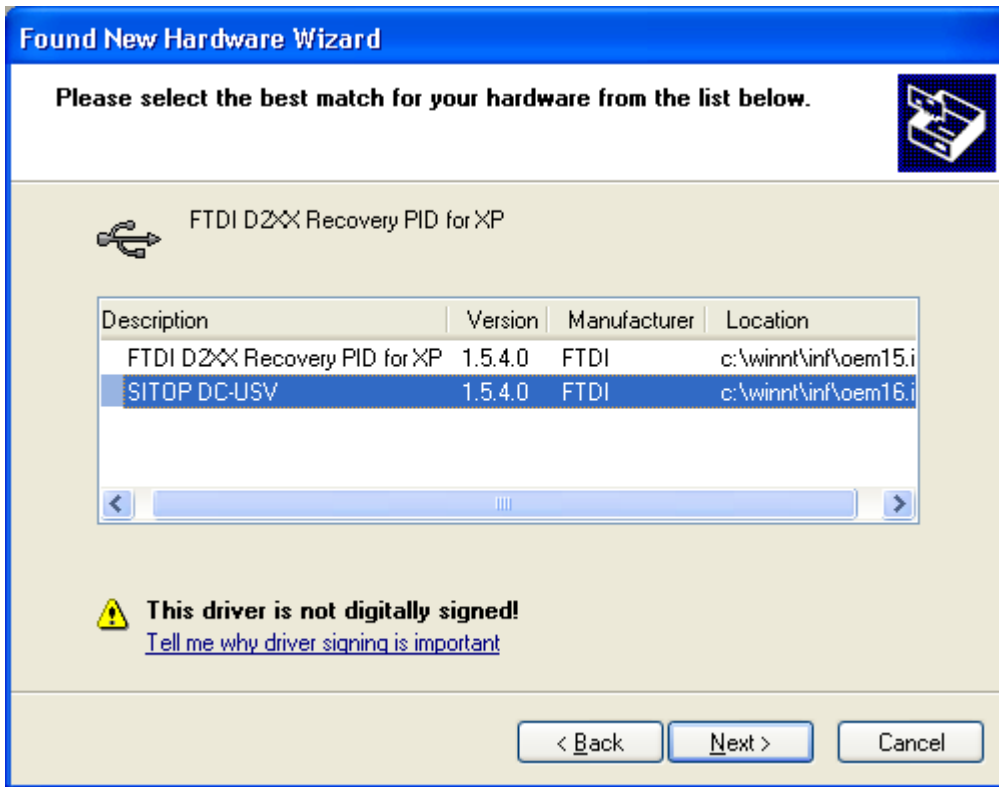 Found New Hardware Wizard
Please select the best match for your hardware from the list below.
FTDI D2XX Recovery PID for XP
Description Version Manufacturer Location
FTDI D2XX Recovery PID for XP 1.5.4.0 FTDI c:\winnt\inf\oem15.i
SITOP DC-USV 1.5.4.0 FTDI c:\winnt\inf\oem16.i
This driver is not digitally signed!
Tell me why driver signing is important
< Back Next > Cancel